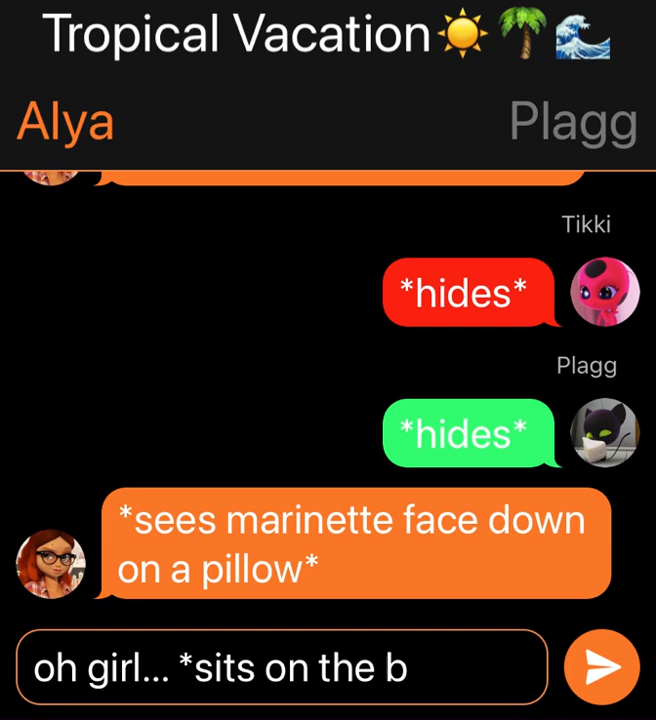 Tropical Vacation☀️🌴🌊
Alya
Plagg
Tikki
*hides*
Plagg
*hides*
*sees marinette face down
on a pillow*
oh girl... *sits on the b